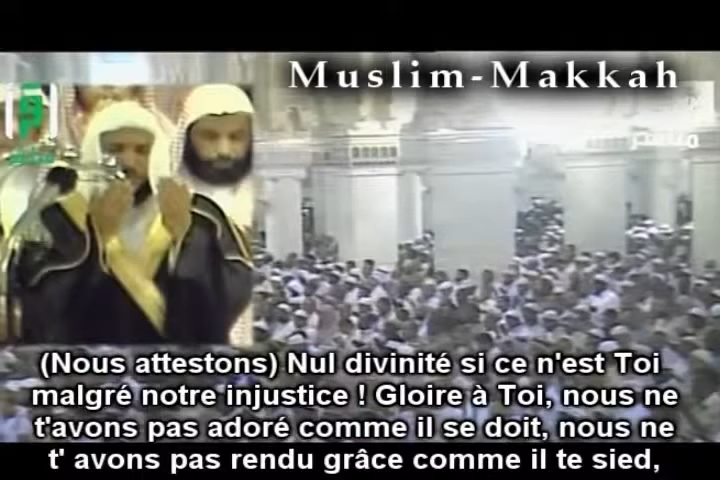 Muslim-Makkah
(Nous attestons) Nul divinité si ce n'est Toi
malgré notre injustice ! Gloire à Toi, nous ne
t'avons pas adoré comme il se doit, nous ne
t' avons pas rendu grâce comme il te sied,